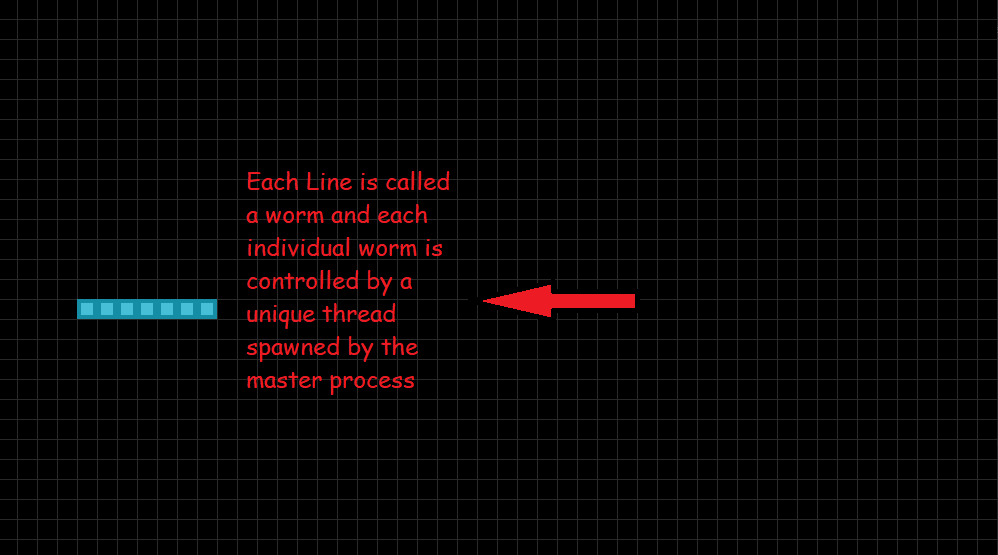 Each Line is called
a worm and each
individual worm is
controlled by a
unique thread
spawned by the
master process